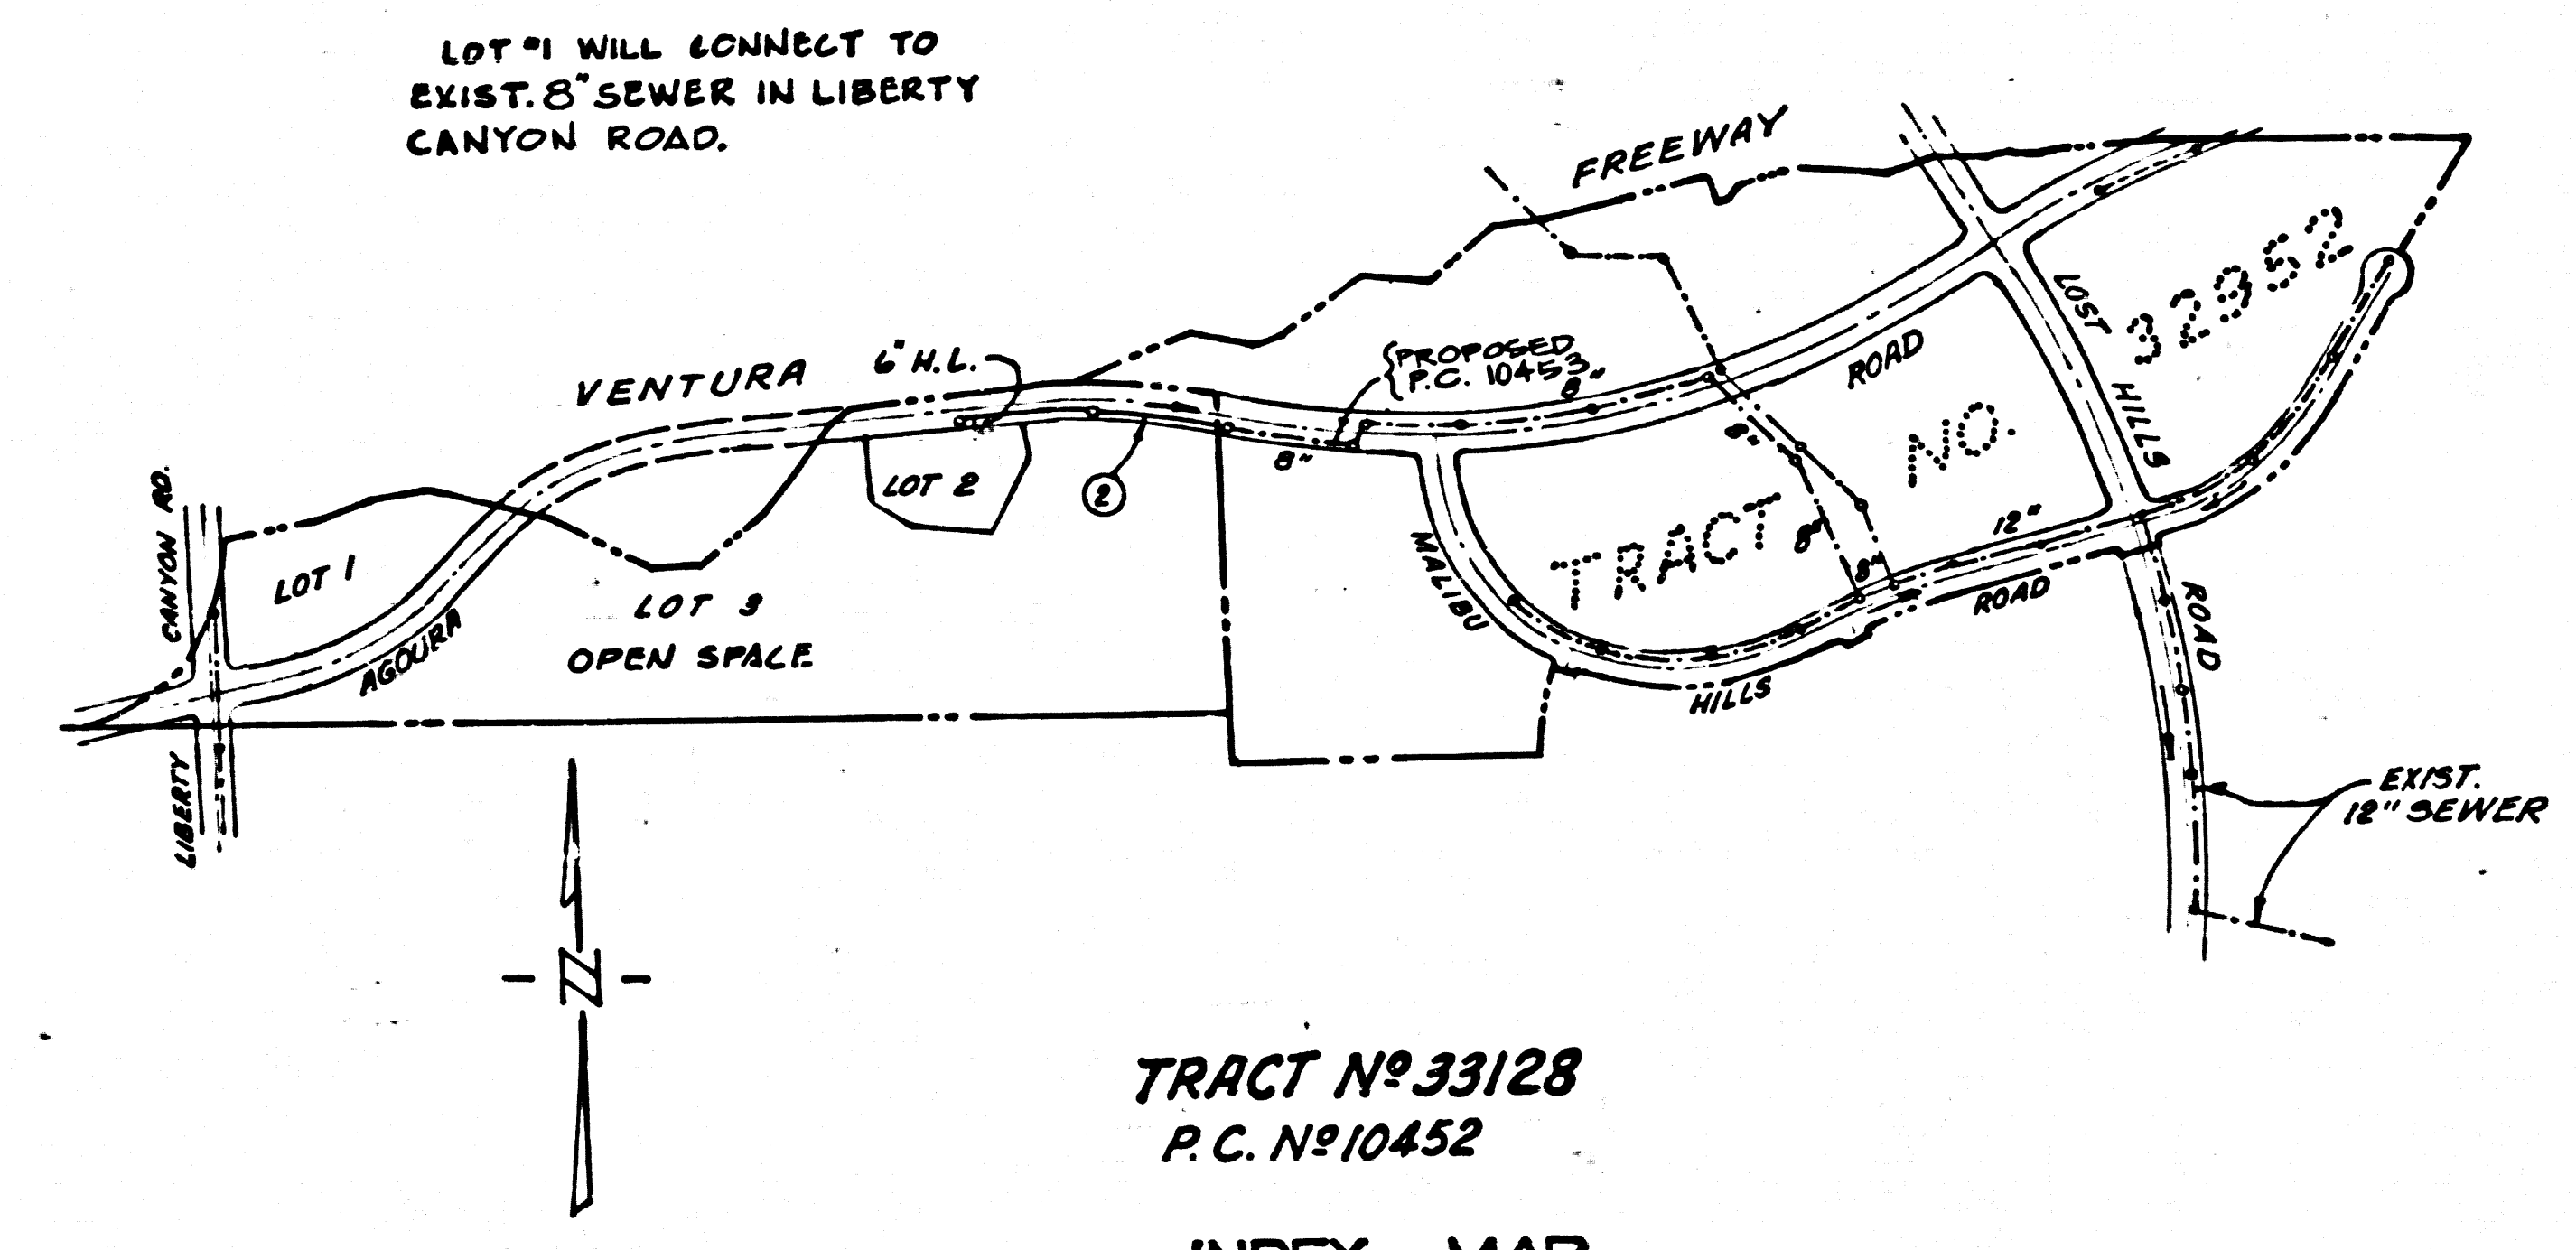 LOT #1 WILL CONNECT TO
EXIST. 8" SEWER IN LIBERTY
CANYON ROAD.
FREEWAY
VENTURA
6" H.L.
PROPOSED
P.C. 10453
8"
ROAD
LOST
HILLS
ROAD
32952
NO.
TRACT
8"
8"
8"
8"
12"
ROAD
MALIBU
HILLS
LOT 2
2
CANYON RD.
LIBERTY
LOT 1
AGOURA
LOT 3
OPEN SPACE
EXIST.
12" SEWER
N
TRACT Nº 33128
P.C. Nº 10452
INDEX MAP